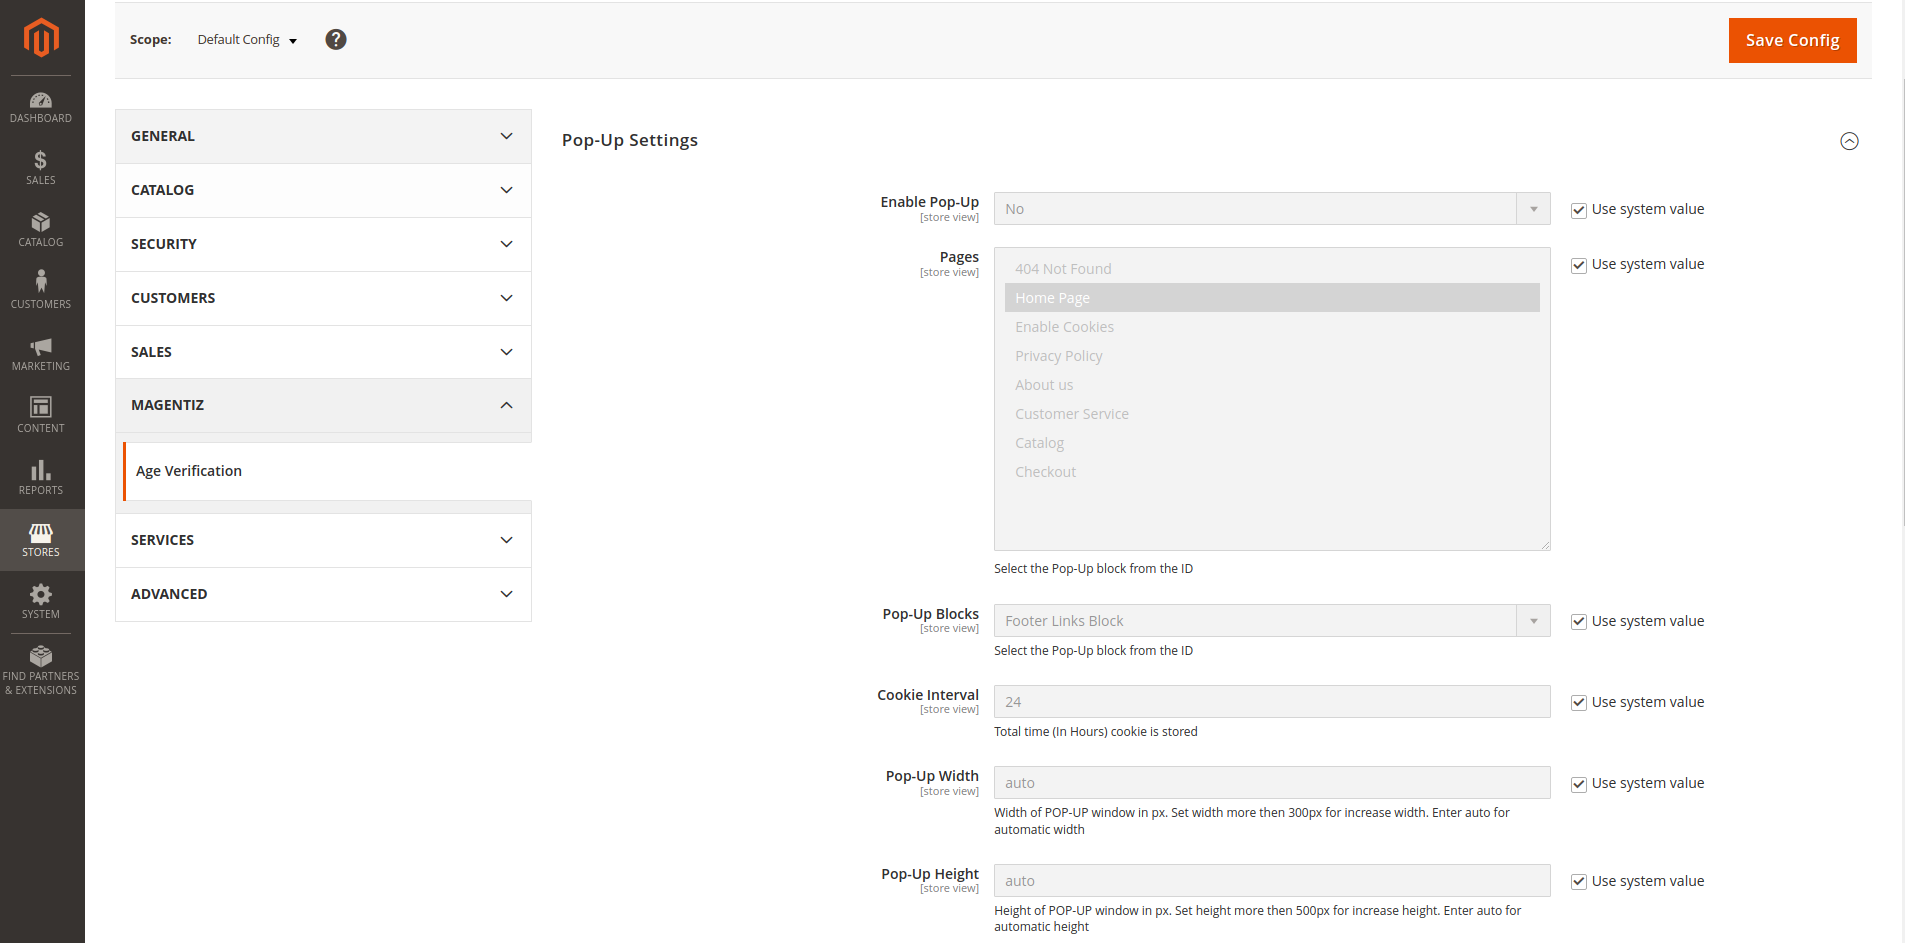 Scope:
Default Config
?
Save Config
DASHBOARD
SALES
CATALOG
CUSTOMERS
MARKETING
CONTENT
REPORTS
STORES
SYSTEM
FIND PARTNERS
& EXTENSIONS
GENERAL
CATALOG
SECURITY
CUSTOMERS
SALES
MAGENTIZ
Age Verification
SERVICES
ADVANCED
Pop-Up Settings
Enable Pop-Up
[store view]
No
Use system value
Pages
[store view]
404 Not Found
Home Page
Enable Cookies
Privacy Policy
About us
Customer Service
Catalog
Checkout
Use system value
Select the Pop-Up block from the ID
Pop-Up Blocks
[store view]
Footer Links Block
Use system value
Select the Pop-Up block from the ID
Cookie Interval
[store view]
24
Use system value
Total time (In Hours) cookie is stored
Pop-Up Width
[store view]
auto
Use system value
Width of POP-UP window in px. Set width more then 300px for increase width. Enter auto for
automatic width
Pop-Up Height
[store view]
auto
Use system value
Height of POP-UP window in px. Set height more then 500px for increase height. Enter auto for
automatic height